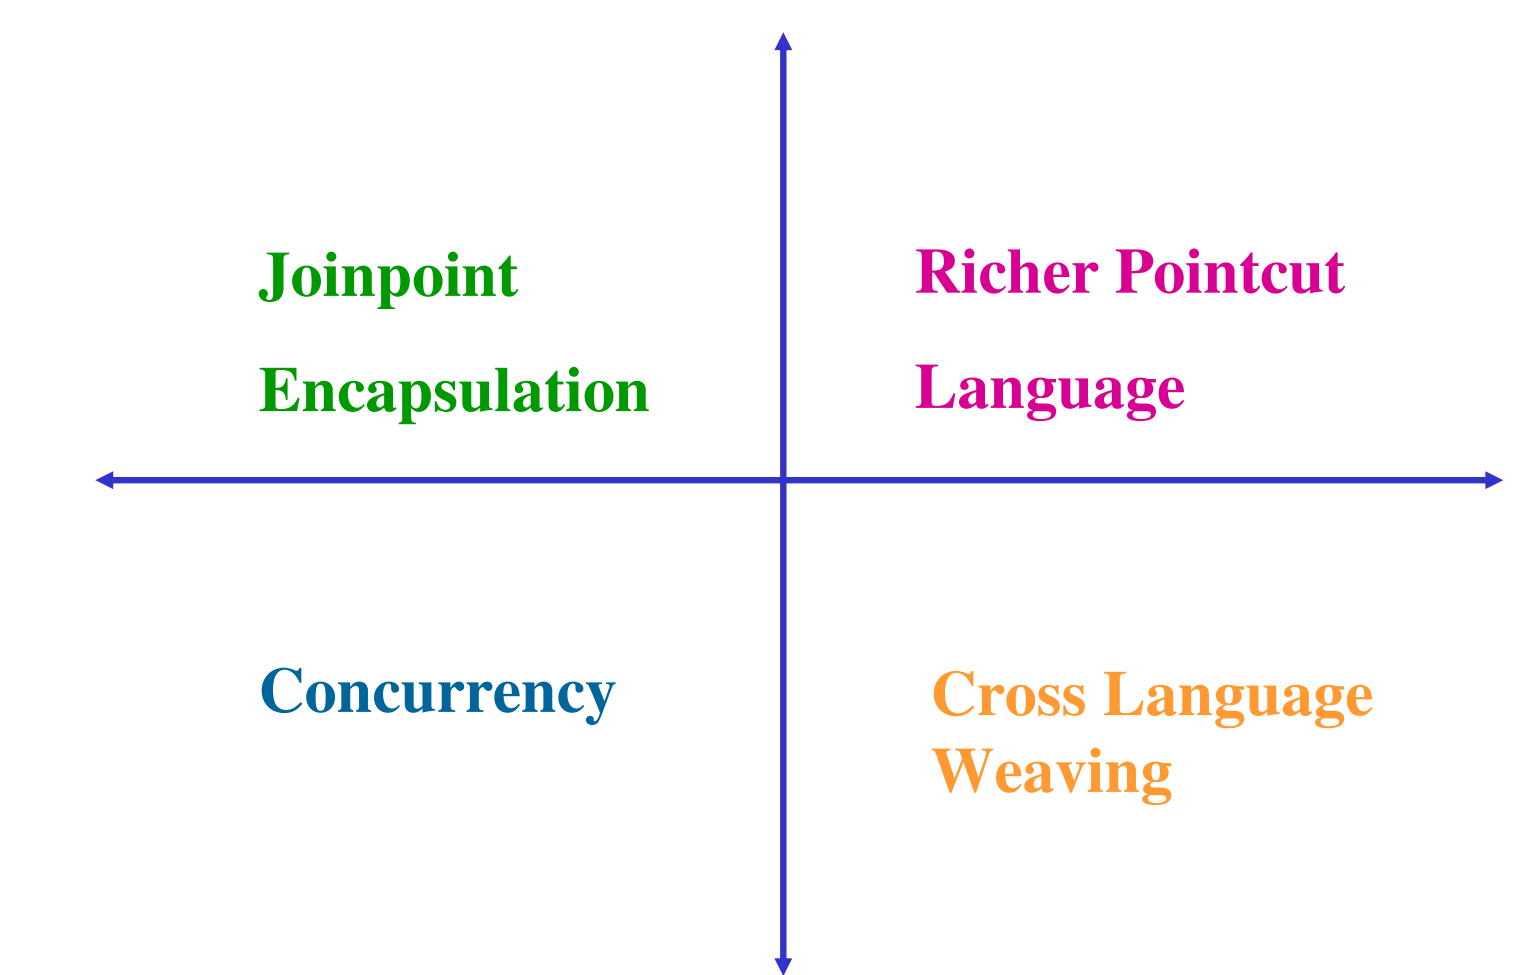 Joinpoint
Encapsulation
Richer Pointcut
Language
Concurrency
Cross Language
Weaving